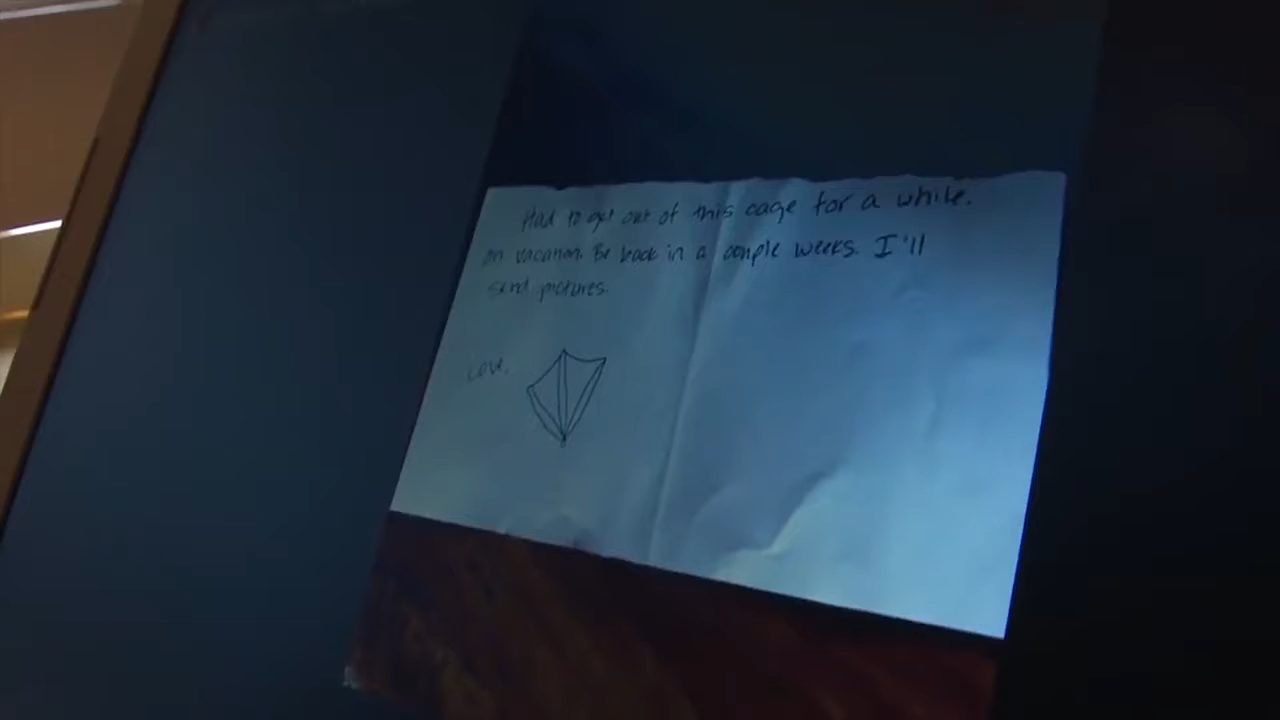 Had to get out of this cage for a while.
on vacation. Be back in a couple weeks. I'll
send pictures.
Love,